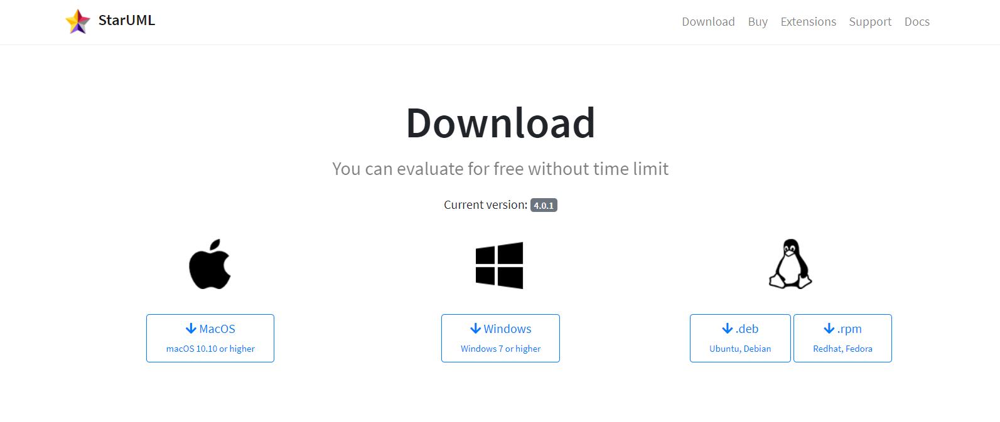 StarUML
Download Buy Extensions Support Docs
Download
You can evaluate for free without time limit
Current version: 4.0.1
MacOS
macOS 10.10 or higher
Windows
Windows 7 or higher
.deb
Ubuntu, Debian
.rpm
Redhat, Fedora